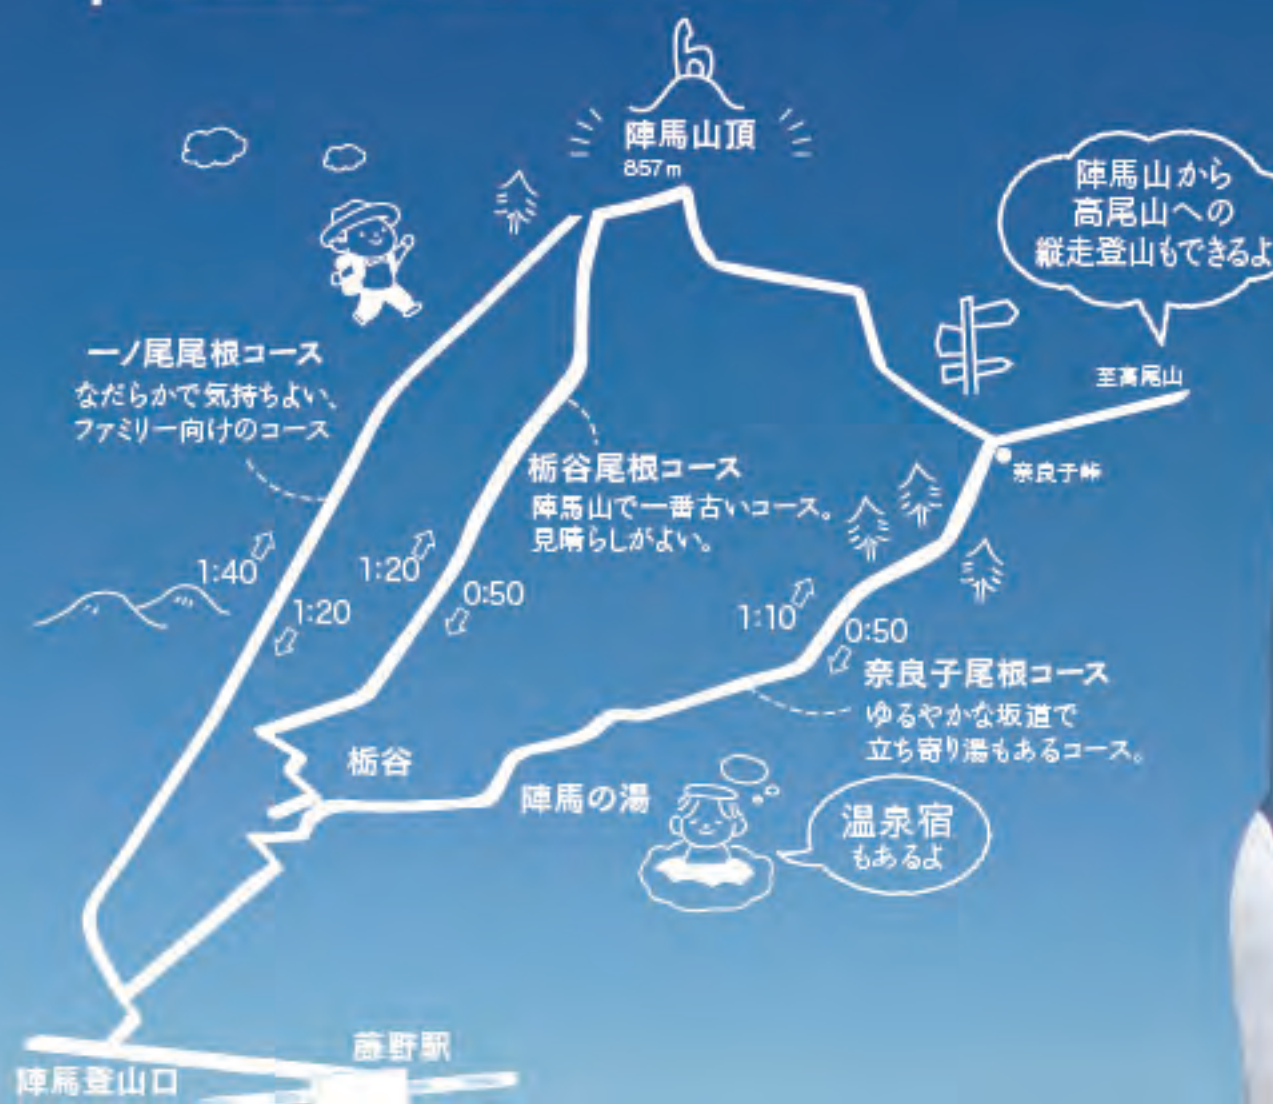 陣馬山頂
857m
陣馬山から
高尾山への
縦走登山もできるよ
至高尾山
奈良子峠
一ノ尾尾根コース
なだらかで気持ちよい、
ファミリー向けのコース
栃谷尾根コース
陣馬山で一番古いコース。
見晴らしがよい。
1:40
1:20
1:20
0:50
1:10
0:50
奈良子尾根コース
ゆるやかな坂道で
立ち寄り湯もあるコース。
栃谷
陣馬の湯
温泉宿
もあるよ
藤野駅
陣馬登山口